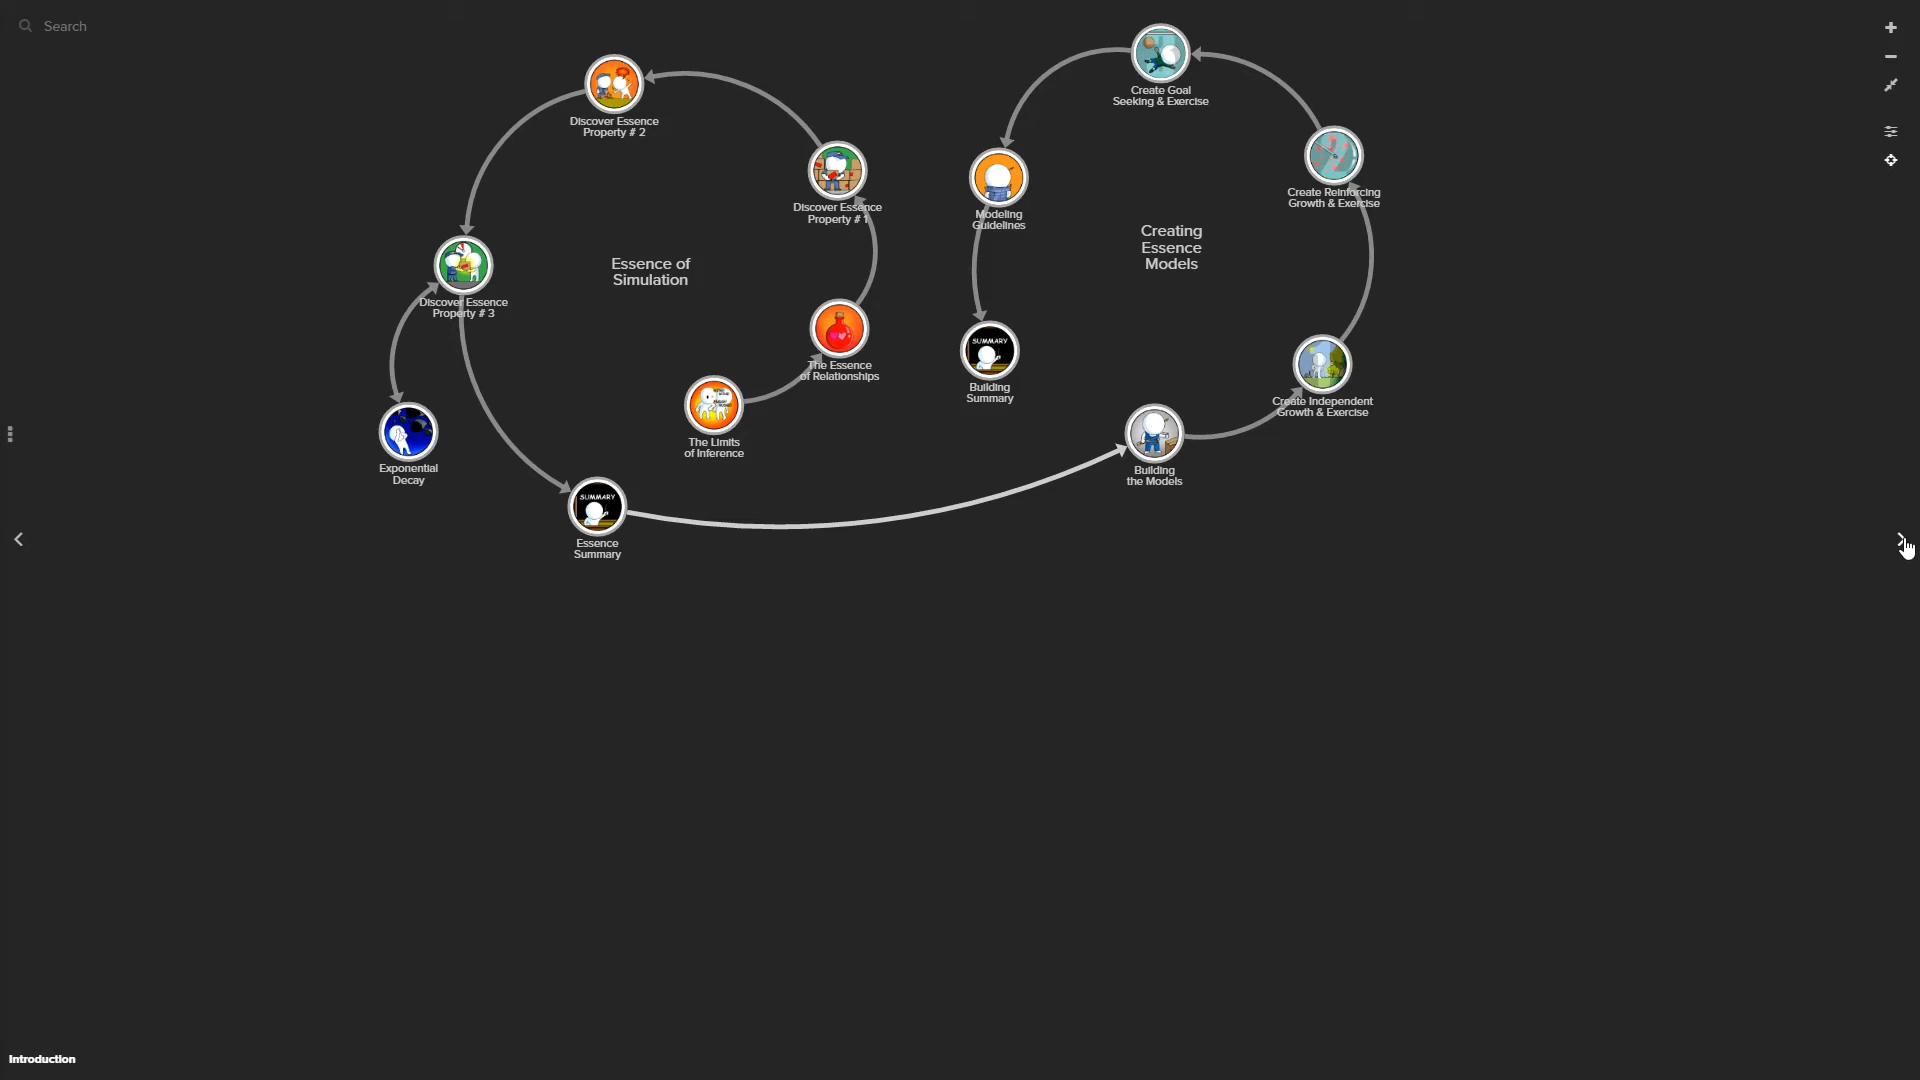 Search
Discover Essence
Property # 2
Discover Essence
Property # 1
Essence of
Simulation
Discover Essence
Property # 3
The Essence
of Relationships
The Limits
of Inference
Exponential
Decay
SUMMARY
Essence
Summary
Create Goal
Seeking & Exercise
Create Reinforcing
Growth & Exercise
Modeling
Guidelines
Creating
Essence
Models
SUMMARY
Building
Summary
Create Independent
Growth & Exercise
Building
the Models
Introduction